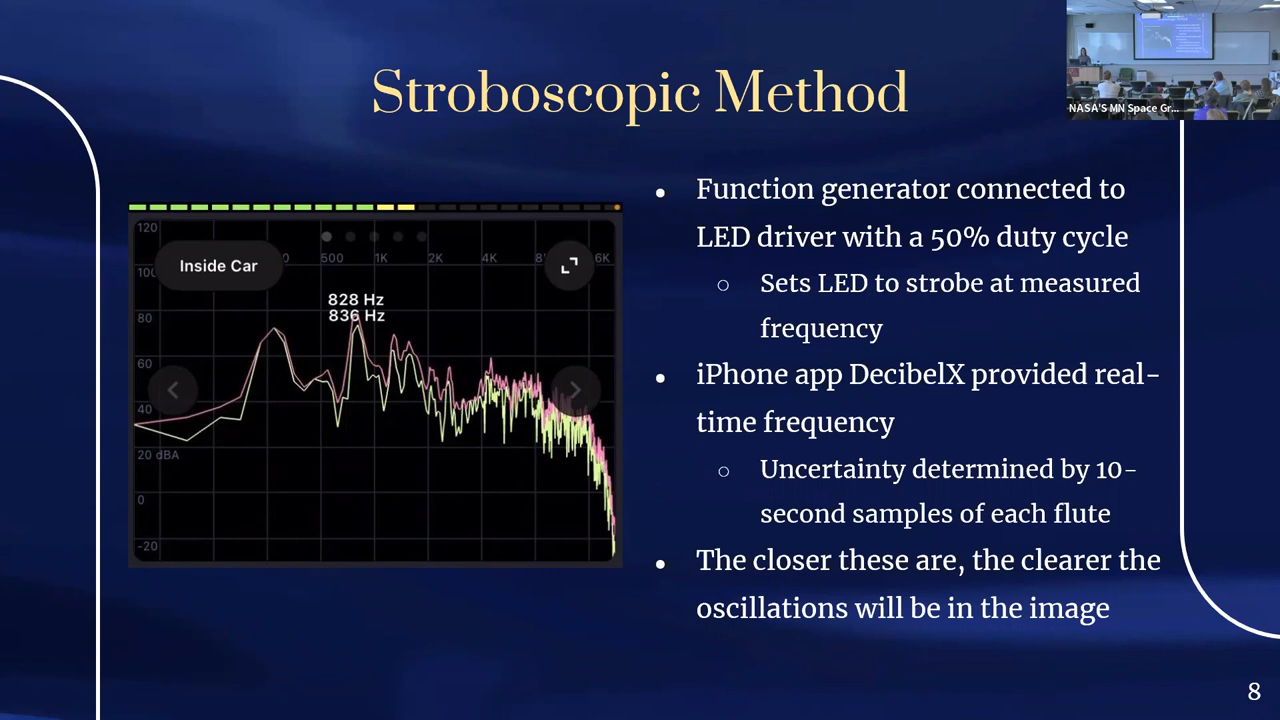 Stroboscopic Method
NASA'S MN Space Gr...
120
100
80
60
40
20 dBA
0
-20
500
1K
2K
4K
6K
Inside Car
828 Hz
836 Hz
• Function generator connected to
LED driver with a 50% duty cycle
○ Sets LED to strobe at measured
frequency
• iPhone app DecibelX provided real-
time frequency
○ Uncertainty determined by 10-
second samples of each flute
• The closer these are, the clearer the
oscillations will be in the image
8